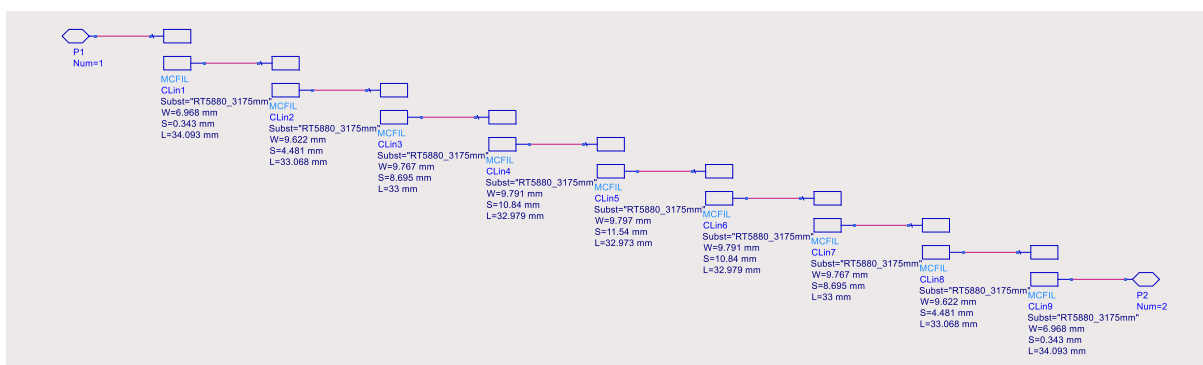 P1
Num=1
MCFIL
CLin1
Subst="RT5880_3175mm"
W=6.968 mm
S=0.343 mm
L=34.093 mm
MCFIL
CLin2
Subst="RT5880_3175mm"
W=9.622 mm
S=4.481 mm
L=33.068 mm
MCFIL
CLin3
Subst="RT5880_3175mm"
W=9.767 mm
S=8.695 mm
L=33 mm
MCFIL
CLin4
Subst="RT5880_3175mm"
W=9.791 mm
S=10.84 mm
L=32.979 mm
MCFIL
CLin5
Subst="RT5880_3175mm"
W=9.797 mm
S=11.54 mm
L=32.973 mm
MCFIL
CLin6
Subst="RT5880_3175mm"
W=9.791 mm
S=10.84 mm
L=32.979 mm
MCFIL
CLin7
Subst="RT5880_3175mm"
W=9.767 mm
S=8.695 mm
L=33 mm
MCFIL
CLin8
Subst="RT5880_3175mm"
W=9.622 mm
S=4.481 mm
L=33.068 mm
MCFIL
CLin9
Subst="RT5880_3175mm"
W=6.968 mm
S=0.343 mm
L=34.093 mm
P2
Num=2